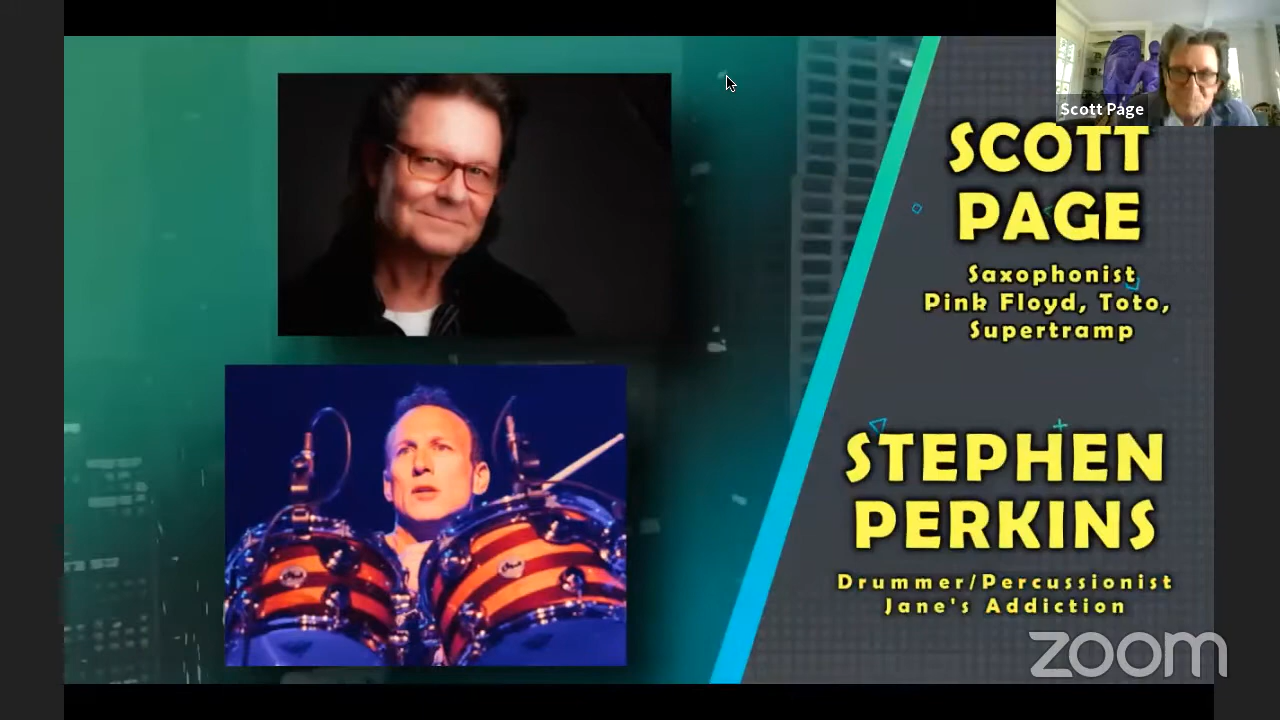 Scott Page
SCOTT
PAGE
Saxophonist
Pink Floyd, Toto,
Supertramp
STEPHEN
PERKINS
Drummer/Percussionist
Jane's Addiction
zoom